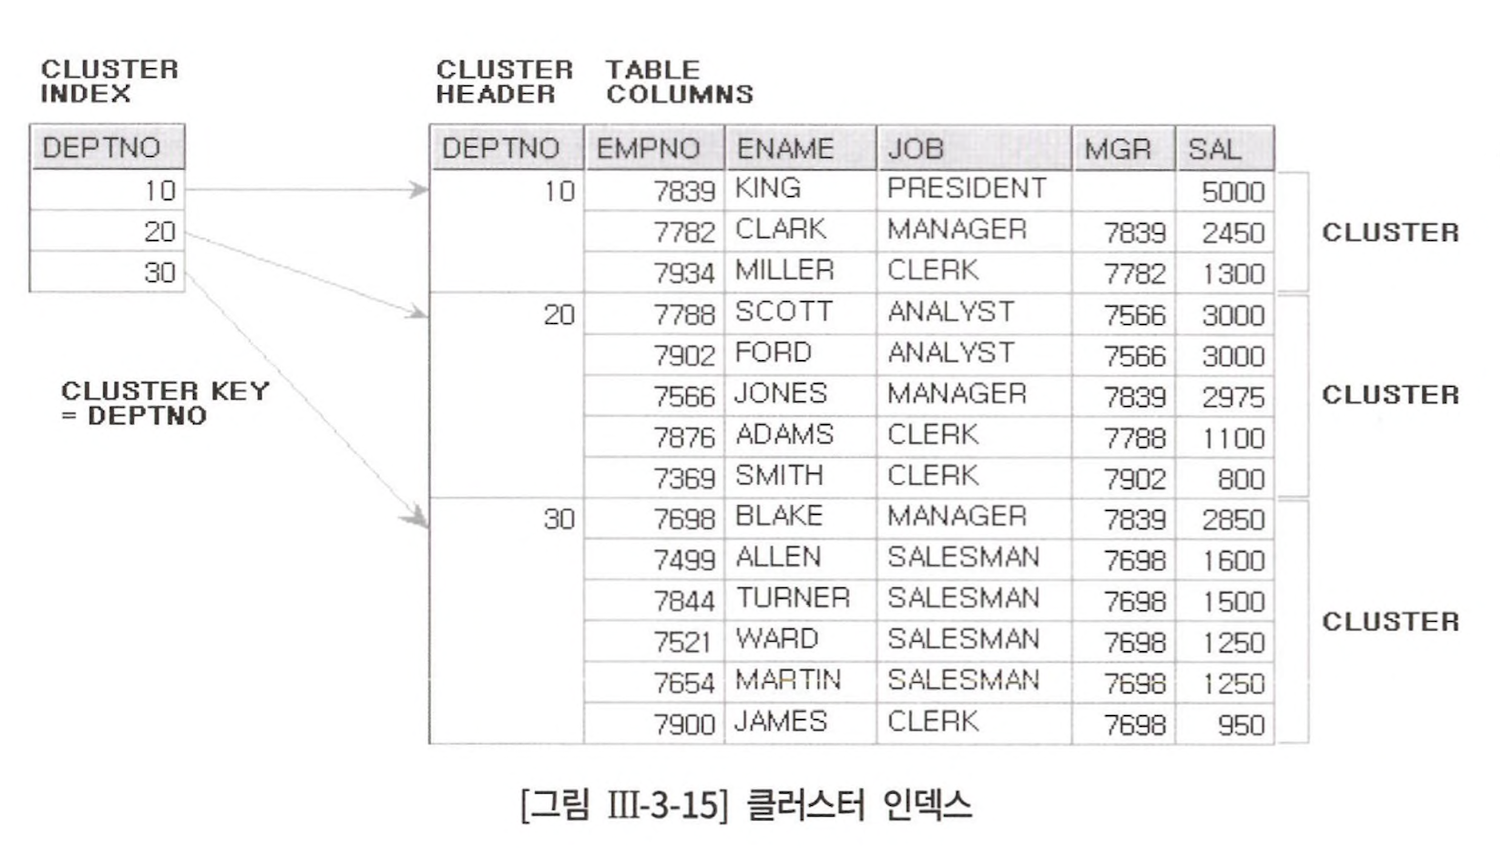 CLUSTER
INDEX
CLUSTER
HEADER
TABLE
COLUMNS
DEPTNO
10
20
30
CLUSTER KEY
= DEPTNO
DEPTNO EMPNO ENAME JOB MGR SAL
10 7839 KING PRESIDENT 5000
7782 CLARK MANAGER 7839 2450
7934 MILLER CLERK 7782 1300
20 7788 SCOTT ANALYST 7566 3000
7902 FORD ANALYST 7566 3000
7566 JONES MANAGER 7839 2975
7876 ADAMS CLERK 7788 1100
7369 SMITH CLERK 7902 800
30 7698 BLAKE MANAGER 7839 2850
7499 ALLEN SALESMAN 7698 1600
7844 TURNER SALESMAN 7698 1500
7521 WARD SALESMAN 7698 1250
7654 MARTIN SALESMAN 7698 1250
7900 JAMES CLERK 7698 950
CLUSTER
CLUSTER
CLUSTER
[그림 Ⅲ-3-15] 클러스터 인덱스